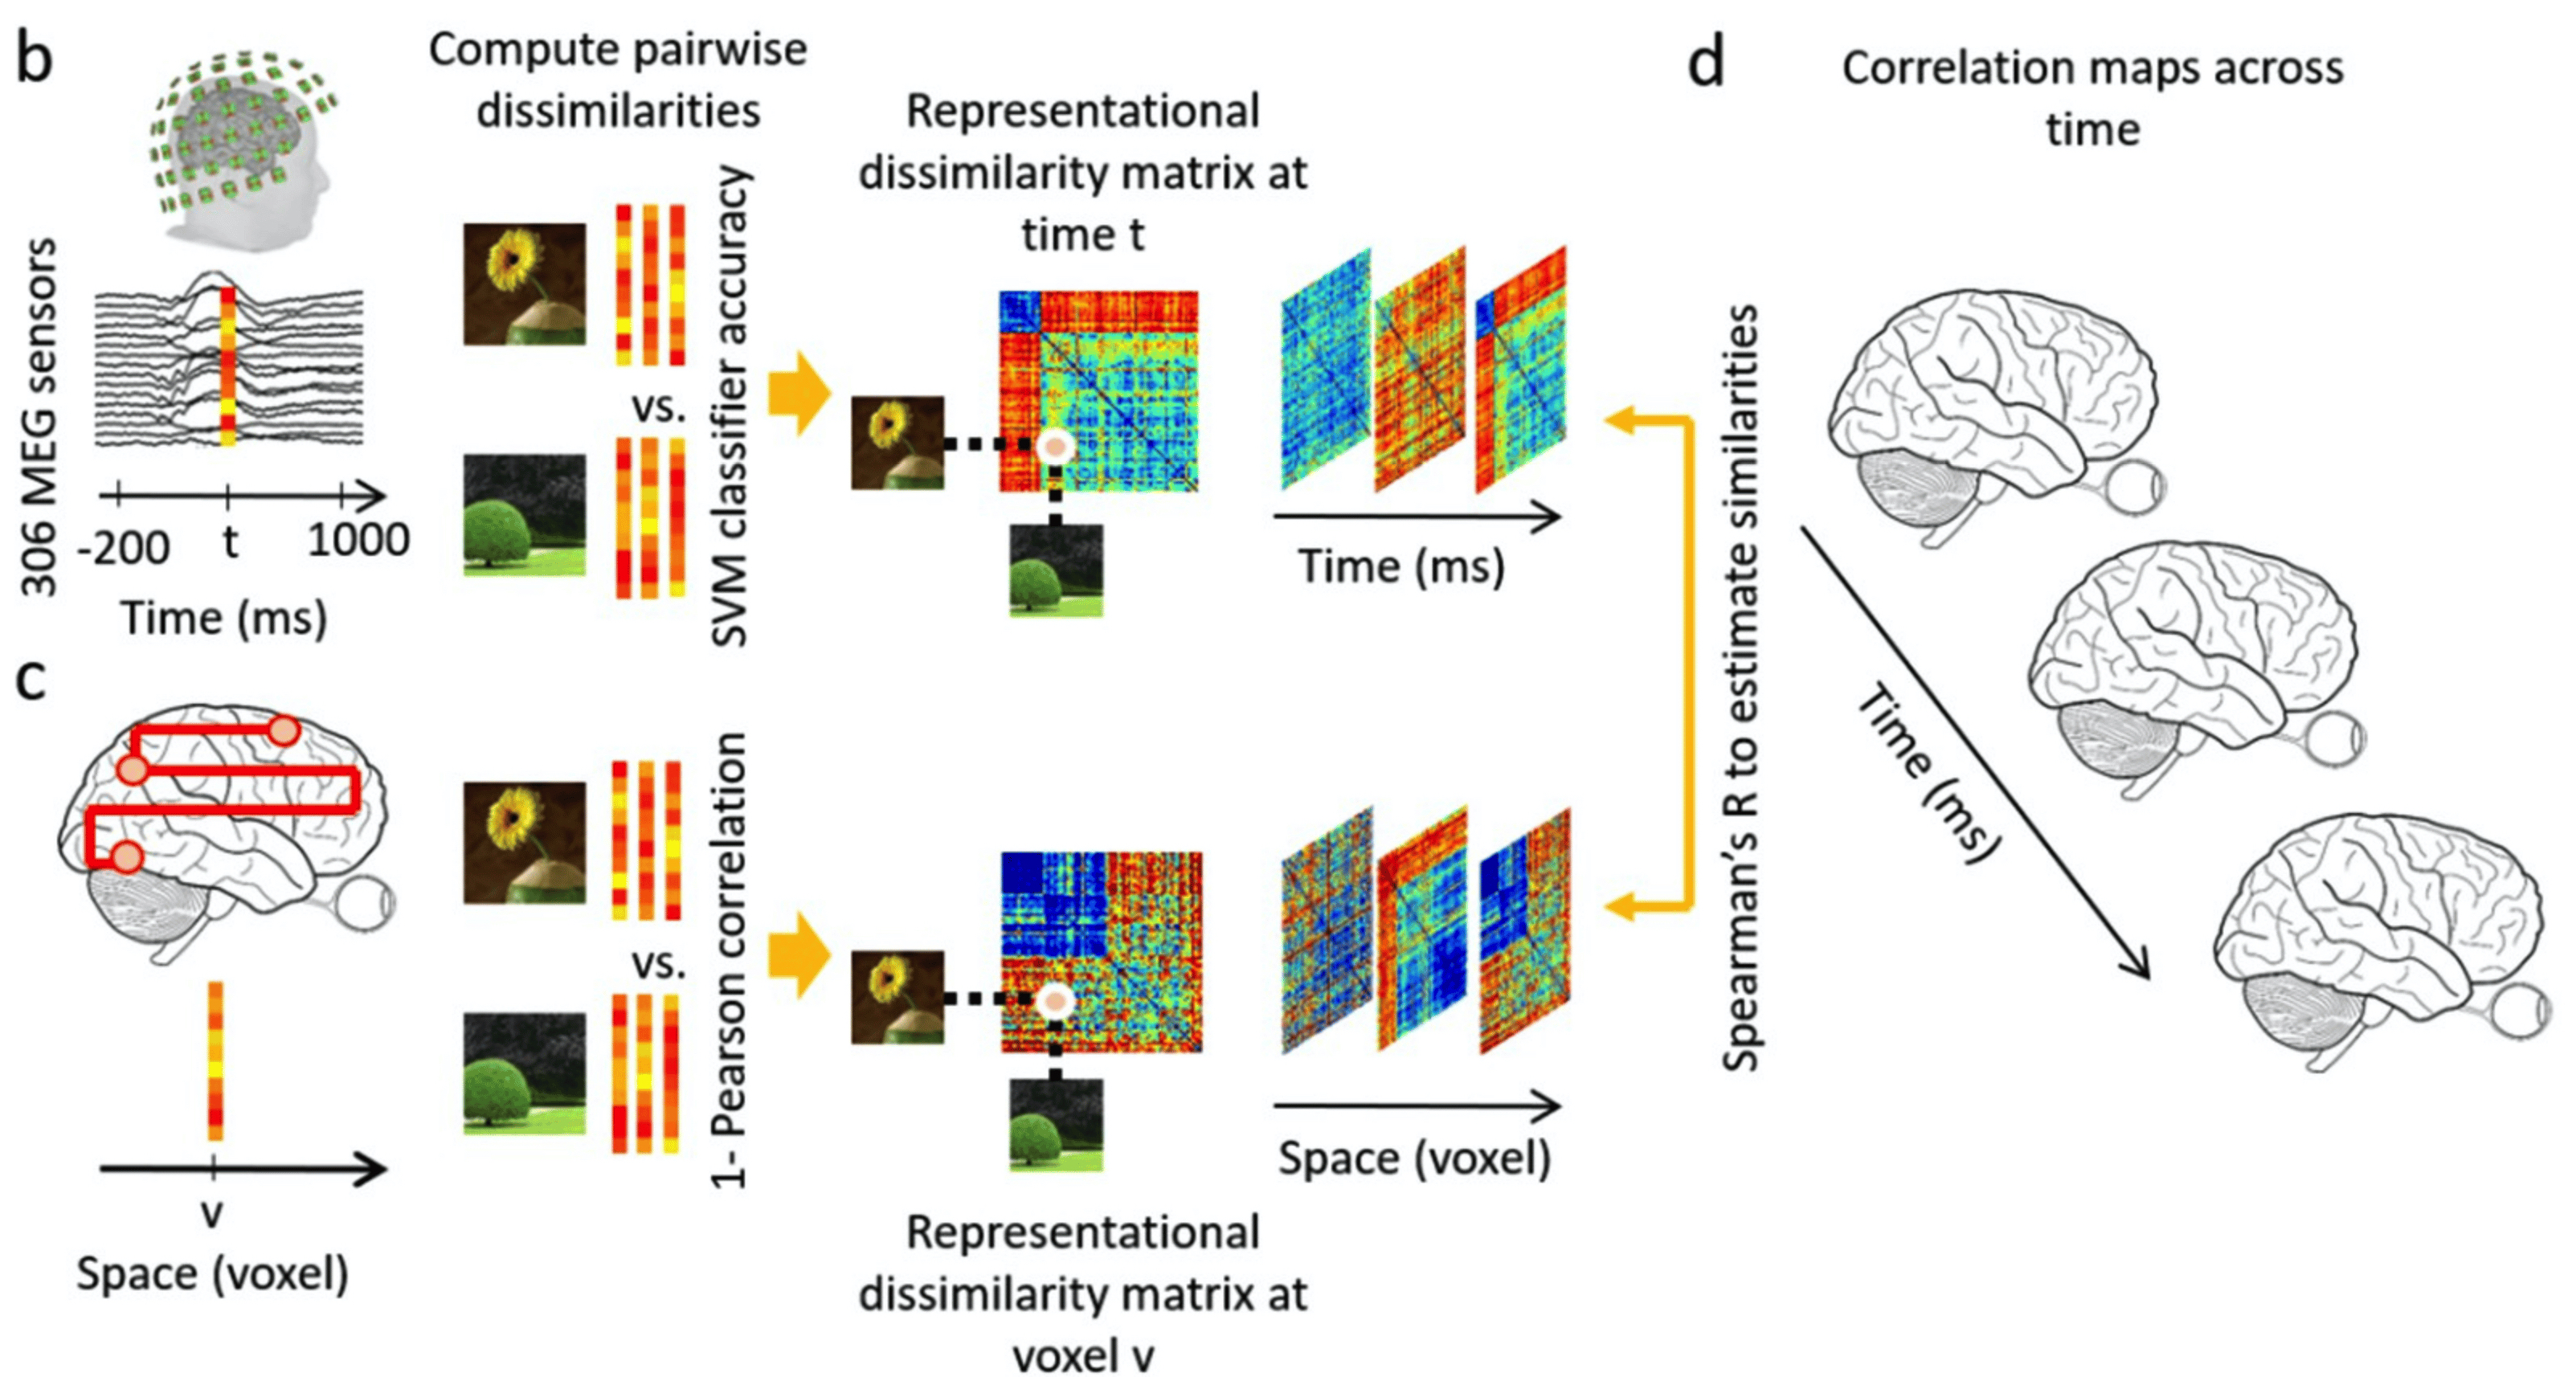 b
306 MEG sensors
-200
t
1000
Time (ms)
Compute pairwise
dissimilarities
vs.
SVM classifier accuracy
Representational
dissimilarity matrix at
time t
Time (ms)
c
v
Space (voxel)
vs.
1- Pearson correlation
Representational
dissimilarity matrix at
voxel v
Space (voxel)
Spearman's R to estimate similarities
d
Correlation maps across
time
Time (ms)